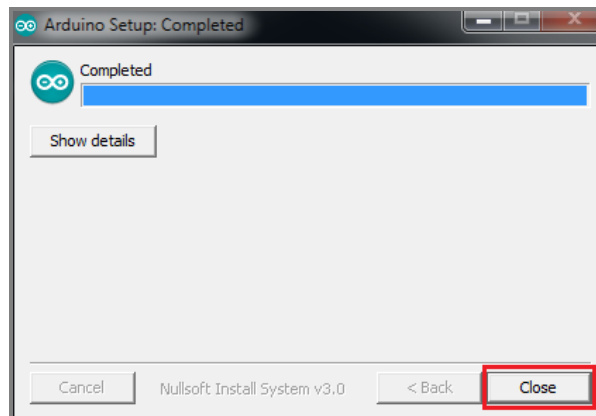 Arduino Setup: Completed
Completed
Show details
Cancel Nullsoft Install System v3.0 < Back Close